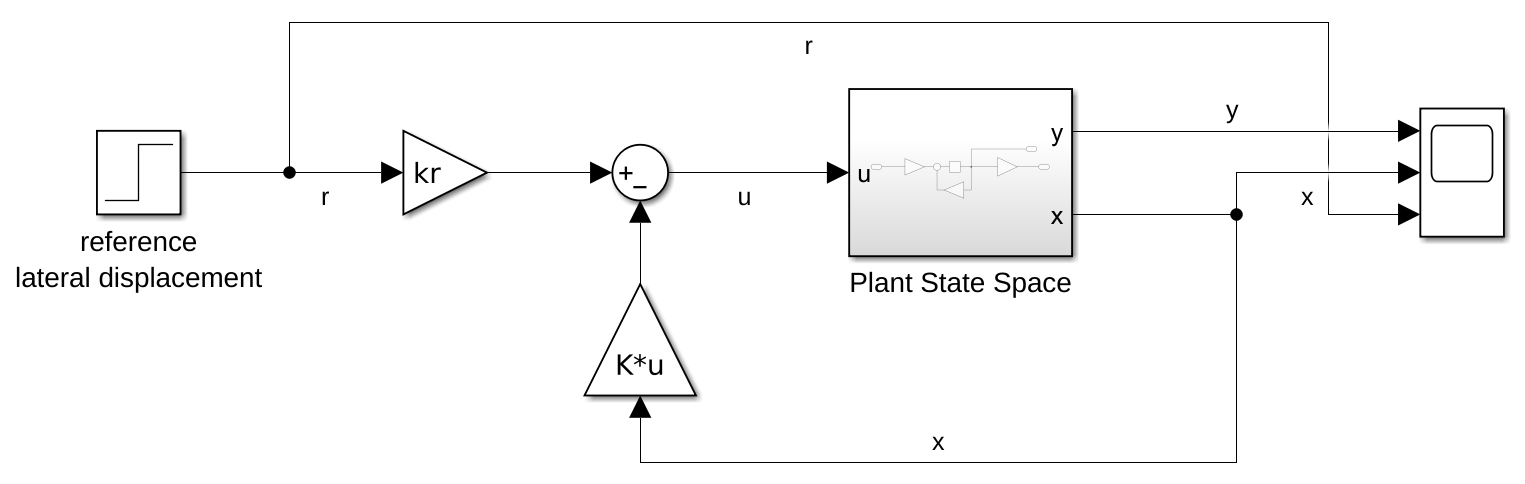 r
y
reference
lateral displacement
r
kr
+
−
u
u
y
x
Plant State Space
x
K*u
x